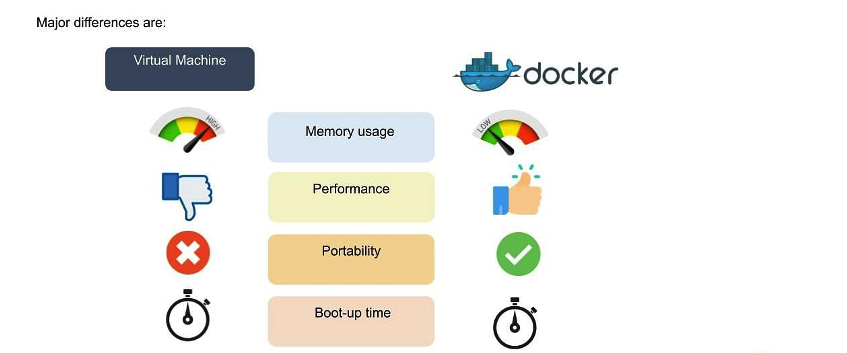 Major differences are:
Virtual Machine
docker
HIGH
Memory usage
LOW
Performance
Portability
Boot-up time